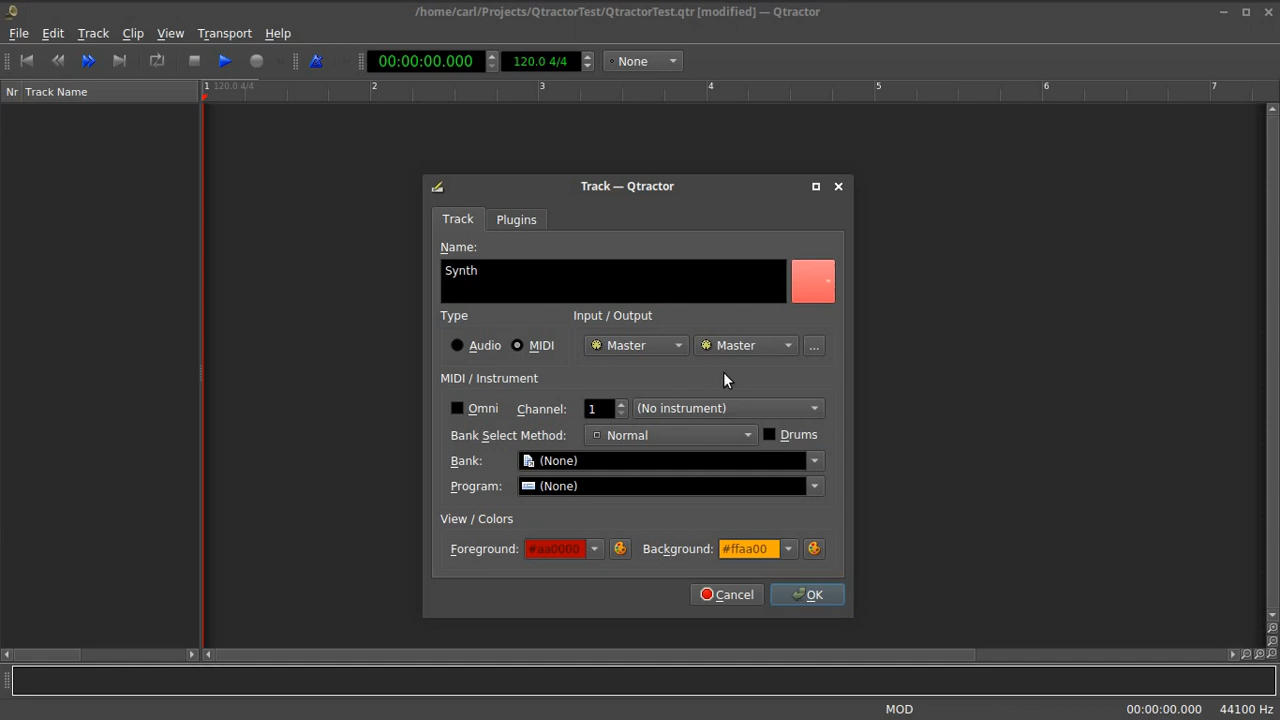 /home/carl/Projects/QtractorTest/QtractorTest.qtr [modified] — Qtractor
File Edit Track Clip View Transport Help
00:00:00.000 120.0 4/4 None
Nr Track Name 1 120.0 4/4 2 3 4 5 6 7
Track — Qtractor
Track Plugins
Name:
Synth
Type Input / Output
Audio MIDI Master Master ...
MIDI / Instrument
Omni Channel: 1 (No instrument)
Bank Select Method: Normal Drums
Bank: (None)
Program: (None)
View / Colors
Foreground: #aa0000 Background: #ffaa00
Cancel OK
MOD 00:00:00.000 44100 Hz